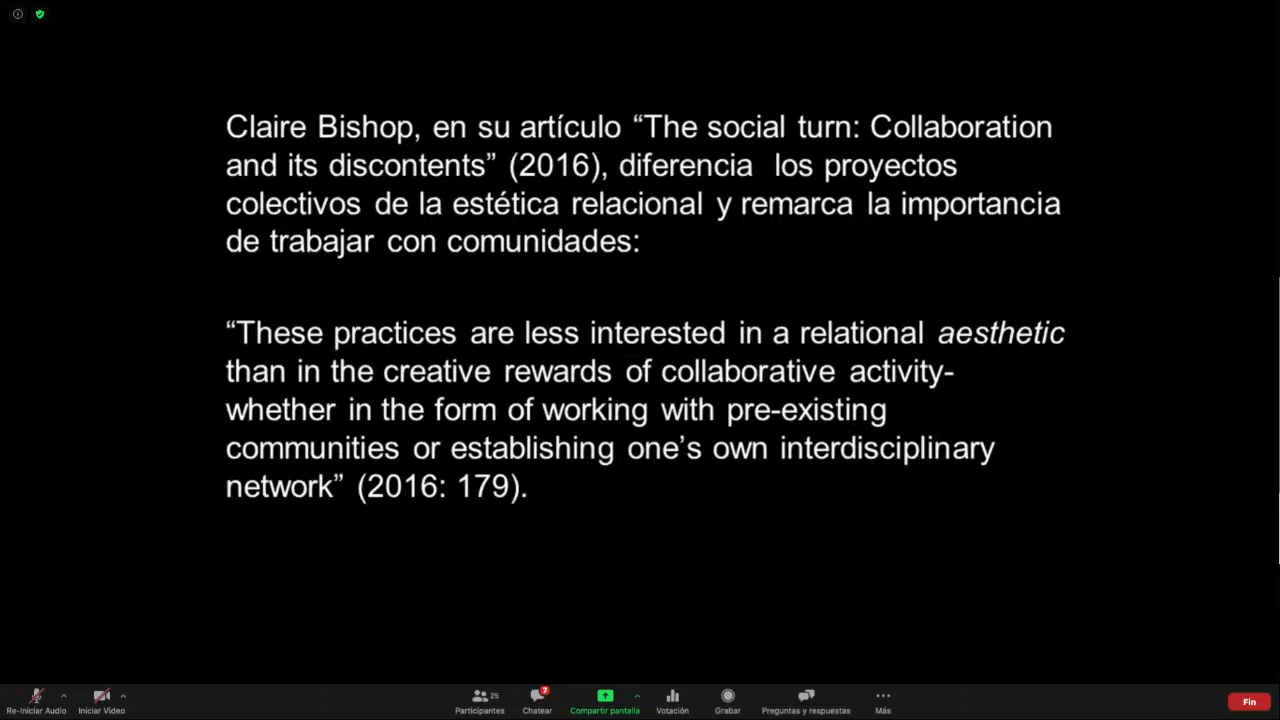 Claire Bishop, en su artículo “The social turn: Collaboration
and its discontents” (2016), diferencia los proyectos
colectivos de la estética relacional y remarca la importancia
de trabajar con comunidades:
“These practices are less interested in a relational aesthetic
than in the creative rewards of collaborative activity-
whether in the form of working with pre-existing
communities or establishing one’s own interdisciplinary
network” (2016: 179).
25
7
Re-Iniciar Audio
Iniciar Video
Participantes
Chatear
Compartir pantalla
Votación
Grabar
Preguntas y respuestas
Más
Fin